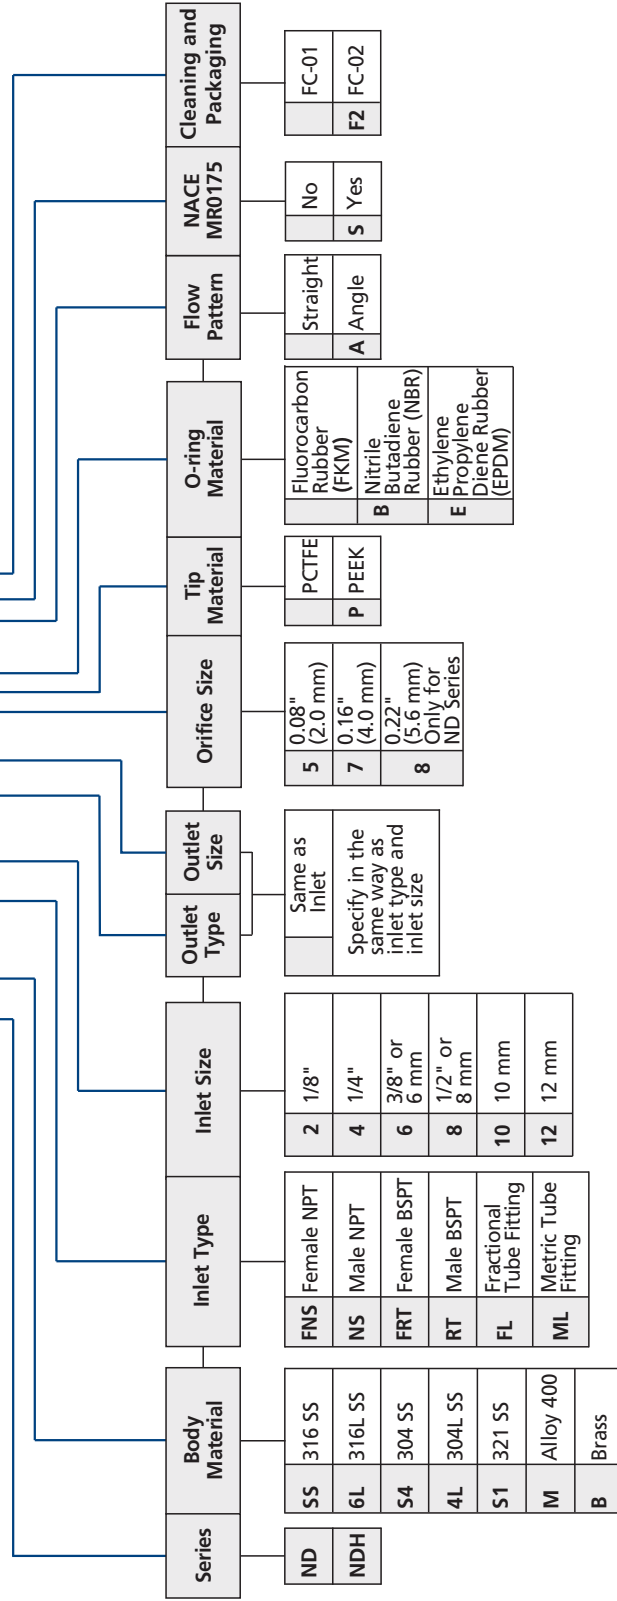 Series
ND
NDH
Body
Material
SS 316 SS
6L 316L SS
S4 304 SS
4L 304L SS
S1 321 SS
M Alloy 400
B Brass
Inlet Type
FNS Female NPT
NS Male NPT
FRT Female BSPT
RT Male BSPT
FL Fractional
Tube Fitting
ML Metric Tube
Fitting
Inlet Size
2 1/8"
4 1/4"
6 3/8" or
6 mm
8 1/2" or
8 mm
10 10 mm
12 12 mm
Outlet
Type
Outlet
Size
Same as
Inlet
Specify in the
same way as
inlet type and
inlet size
Orifice Size
5 0.08"
(2.0 mm)
7 0.16"
(4.0 mm)
8 0.22"
(5.6 mm)
Only for
ND Series
Tip
Material
PCTFE
P PEEK
O-ring
Material
Fluorocarbon
Rubber
(FKM)
B Nitrile
Butadiene
Rubber (NBR)
E Ethylene
Propylene
Diene Rubber
(EPDM)
Flow
Pattern
Straight
A Angle
NACE
MR0175
No
S Yes
Cleaning and
Packaging
FC-01
F2 FC-02